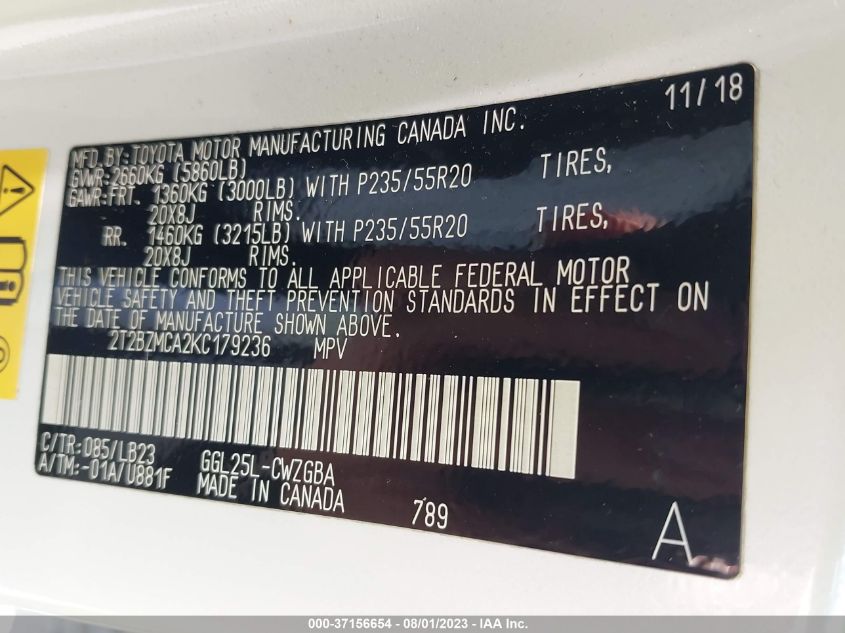 11/18
MFD.BY:TOYOTA MOTOR MANUFACTURING CANADA INC.
GVWR:2660KG (5860LB)
GAWR:FRT. 1360KG (3000LB) WITH P235/55R20 TIRES,
20X8J RIMS.
RR. 1460KG (3215LB) WITH P235/55R20 TIRES,
20X8J RIMS.
THIS VEHICLE CONFORMS TO ALL APPLICABLE FEDERAL MOTOR
VEHICLE SAFETY AND THEFT PREVENTION STANDARDS IN EFFECT ON
THE DATE OF MANUFACTURE SHOWN ABOVE.
2T2BZMCA2KC179236 MPV
C/TR:085/LB23
A/TM:-01A/U881F
GGL25L-CWZGBA
MADE IN CANADA
789
A
000-37156654 - 08/01/2023 - IAA Inc.